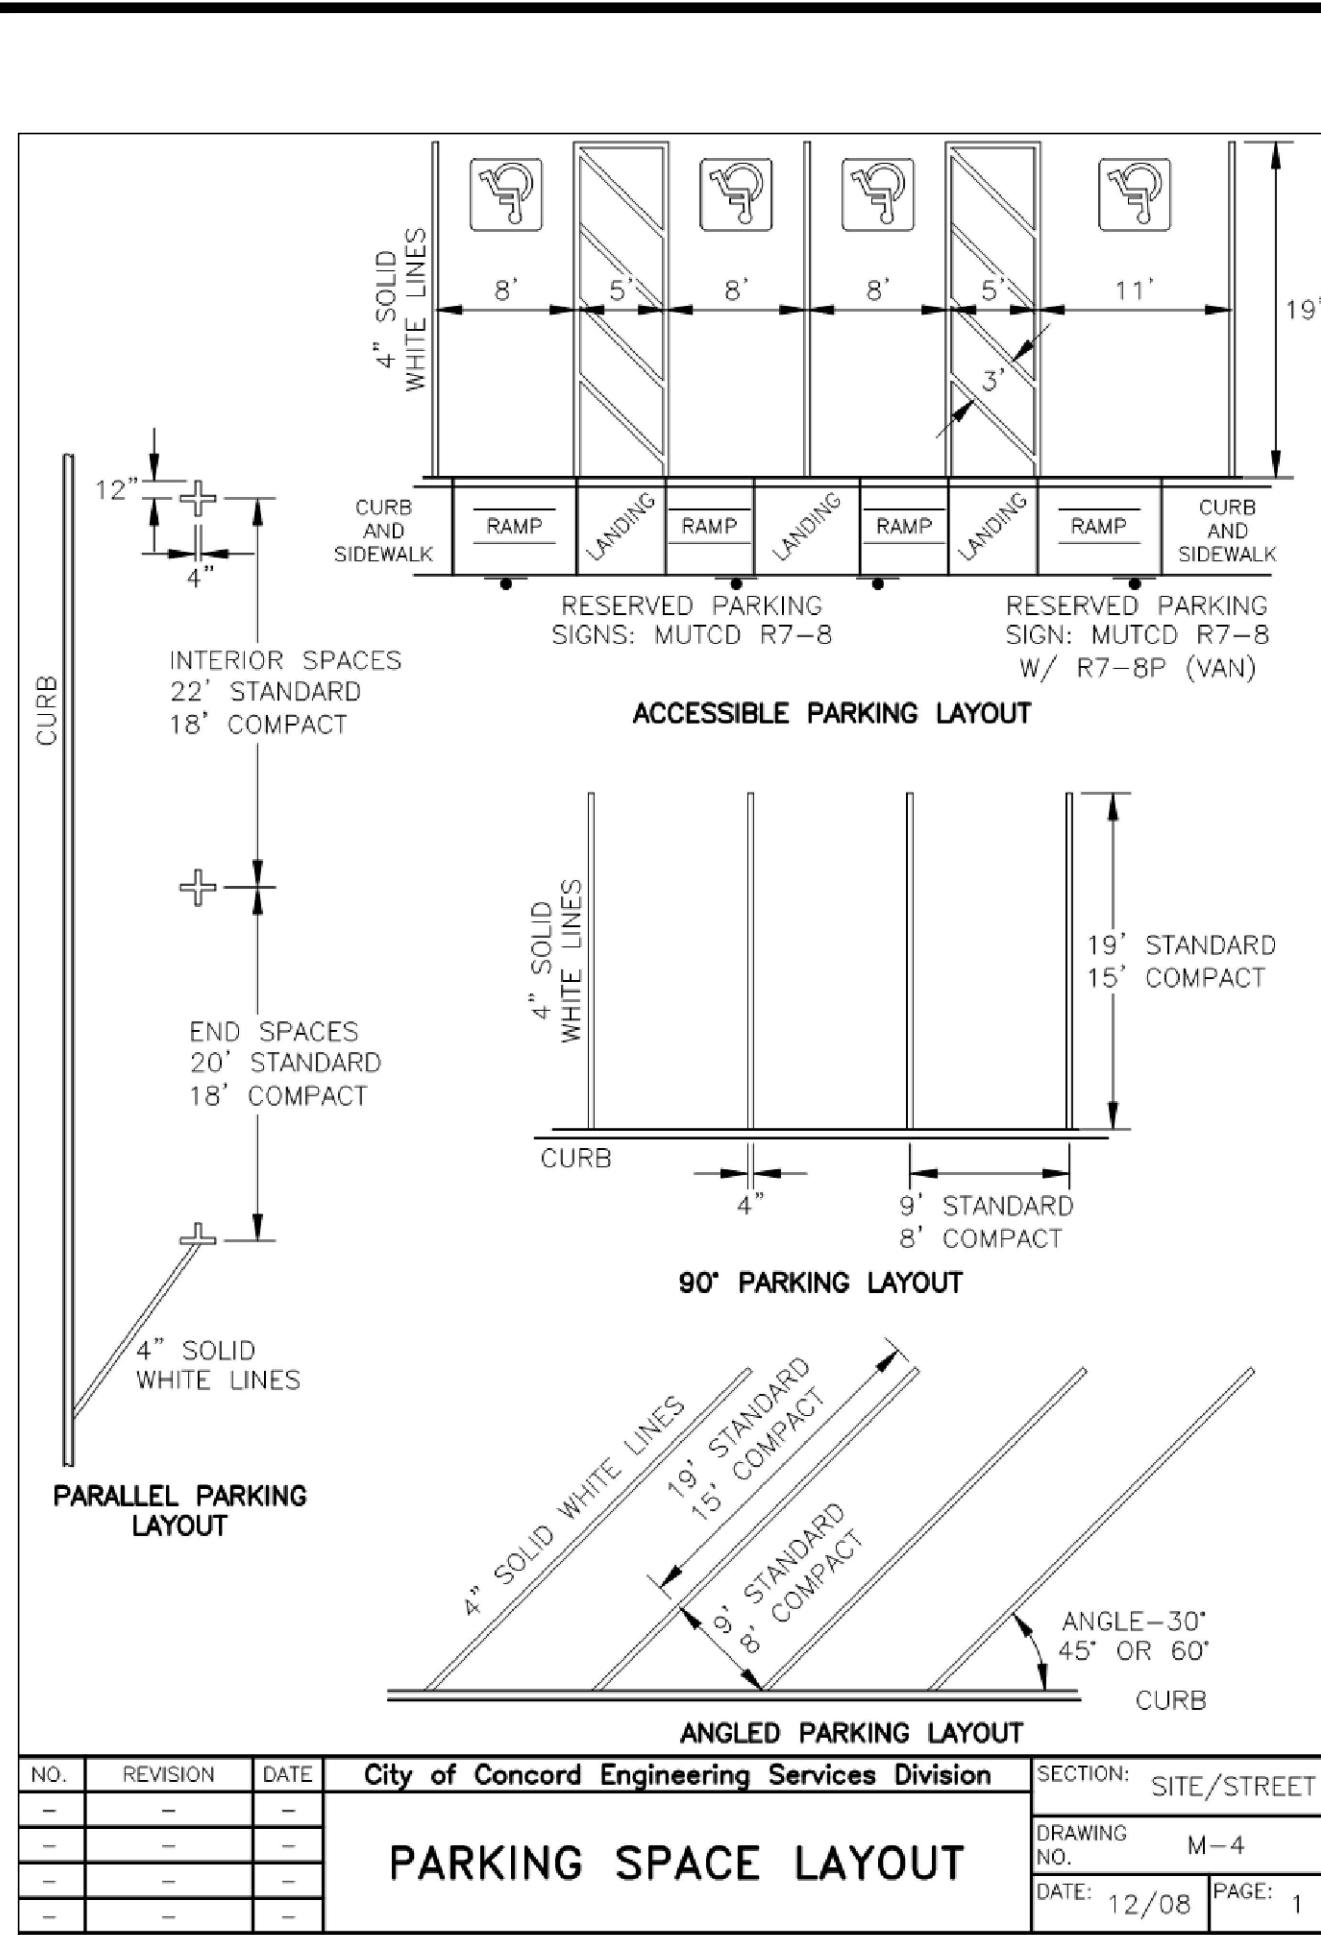 4" SOLID
WHITE LINES
8'
5'
8'
8'
5'
11'
19'
3'
CURB
AND
SIDEWALK
RAMP
LANDING
RAMP
LANDING
RAMP
LANDING
RAMP
CURB
AND
SIDEWALK
RESERVED PARKING
SIGNS: MUTCD R7-8
RESERVED PARKING
SIGN: MUTCD R7-8
W/ R7-8P (VAN)
ACCESSIBLE PARKING LAYOUT
12"
4"
CURB
INTERIOR SPACES
22' STANDARD
18' COMPACT
END SPACES
20' STANDARD
18' COMPACT
4" SOLID
WHITE LINES
PARALLEL PARKING
LAYOUT
4" SOLID
WHITE LINES
19' STANDARD
15' COMPACT
CURB
4"
9' STANDARD
8' COMPACT
90° PARKING LAYOUT
4" SOLID WHITE LINES
19' STANDARD
15' COMPACT
9' STANDARD
8' COMPACT
ANGLE-30°
45° OR 60°
CURB
ANGLED PARKING LAYOUT
NO. REVISION DATE
- - -
- - -
- - -
- - -
City of Concord Engineering Services Division
PARKING SPACE LAYOUT
SECTION: SITE/STREET
DRAWING
NO. M-4
DATE: 12/08 PAGE: 1